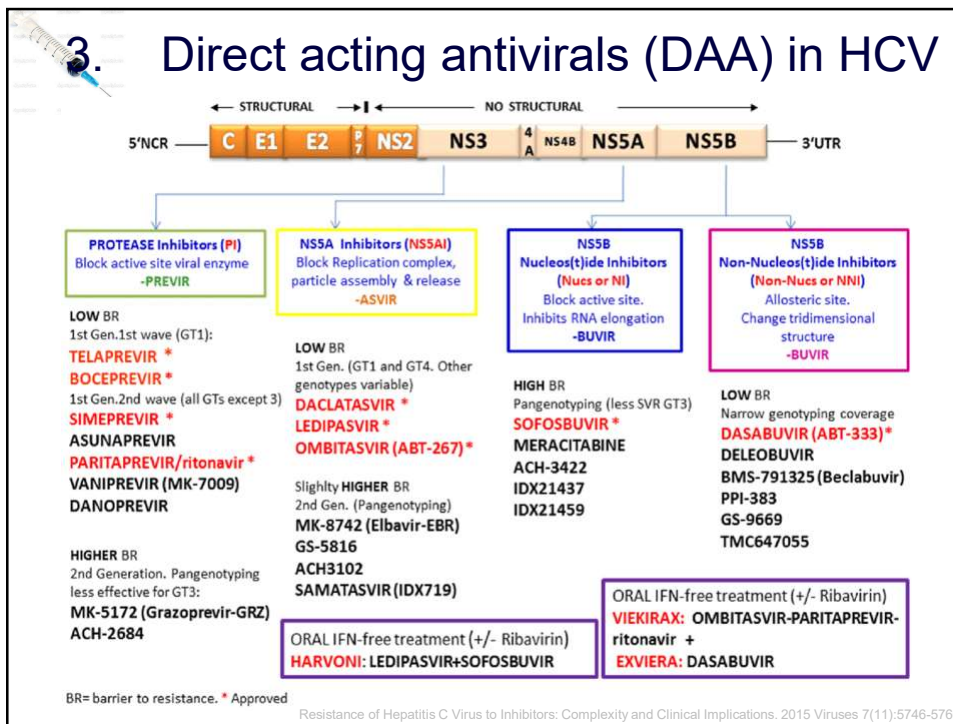 3. Direct acting antivirals (DAA) in HCV
STRUCTURAL
NO STRUCTURAL
5'NCR
C
E1
E2
P7
NS2
NS3
4A
NS4B
NS5A
NS5B
3'UTR
PROTEASE Inhibitors (PI)
Block active site viral enzyme
-PREVIR
LOW BR
1st Gen.1st wave (GT1):
TELAPREVIR *
BOCEPREVIR *
1st Gen.2nd wave (all GTs except 3)
SIMEPREVIR *
ASUNAPREVIR
PARITAPREVIR/ritonavir *
VANIPREVIR (MK-7009)
DANOPREVIR
HIGHER BR
2nd Generation. Pangenotyping
less effective for GT3:
MK-5172 (Grazoprevir-GRZ)
ACH-2684
NS5A Inhibitors (NS5AI)
Block Replication complex,
particle assembly & release
-ASVIR
LOW BR
1st Gen. (GT1 and GT4. Other
genotypes variable)
DACLATASVIR *
LEDIPASVIR *
OMBITASVIR (ABT-267) *
Slighlty HIGHER BR
2nd Gen. (Pangenotyping)
MK-8742 (Elbavir-EBR)
GS-5816
ACH3102
SAMATASVIR (IDX719)
NS5B
Nucleos(t)ide Inhibitors
(Nucs or NI)
Block active site.
Inhibits RNA elongation
-BUVIR
HIGH BR
Pangenotyping (less SVR GT3)
SOFOSBUVIR *
MERACITABINE
ACH-3422
IDX21437
IDX21459
NS5B
Non-Nucleos(t)ide Inhibitors
(Non-Nucs or NNI)
Allosteric site.
Change tridimensional
structure
-BUVIR
LOW BR
Narrow genotyping coverage
DASABUVIR (ABT-333)*
DELEOBUVIR
BMS-791325 (Beclabuvir)
PPI-383
GS-9669
TMC647055
ORAL IFN-free treatment (+/- Ribavirin)
HARVONI: LEDIPASVIR+SOFOSBUVIR
ORAL IFN-free treatment (+/- Ribavirin)
VIEKIRAX: OMBITASVIR-PARITAPREVIR-
ritonavir +
EXVIERA: DASABUVIR
BR= barrier to resistance. * Approved
Resistance of Hepatitis C Virus to Inhibitors: Complexity and Clinical Implications. 2015 Viruses 7(11):5746-576